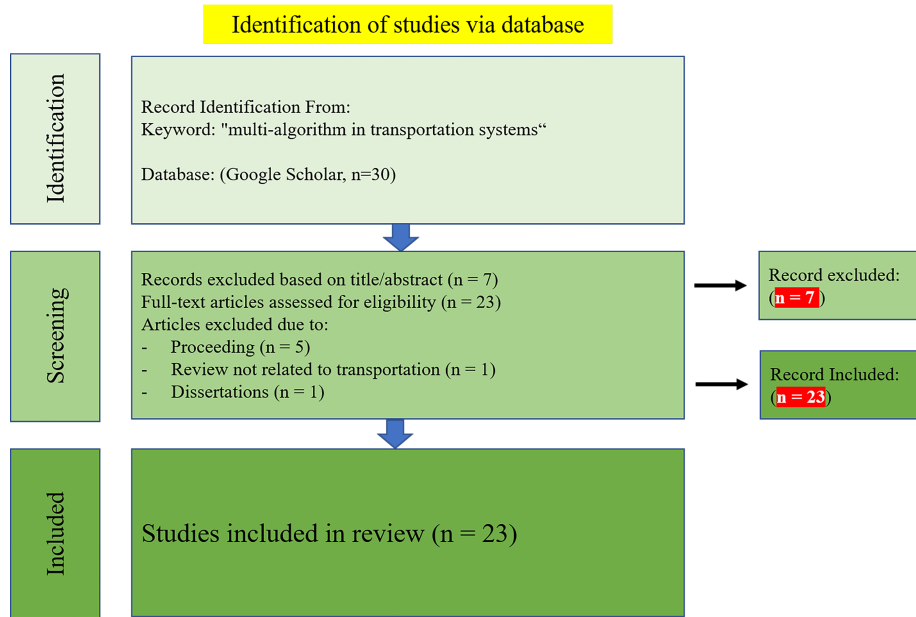 Identification of studies via database
Identification
Record Identification From:
Keyword: "multi-algorithm in transportation systems“
Database: (Google Scholar, n=30)
Screening
Records excluded based on title/abstract (n = 7)
Full-text articles assessed for eligibility (n = 23)
Articles excluded due to:
- Proceeding (n = 5)
- Review not related to transportation (n = 1)
- Dissertations (n = 1)
Record excluded:
(n = 7 )
Record Included:
(n = 23)
Included
Studies included in review (n = 23)